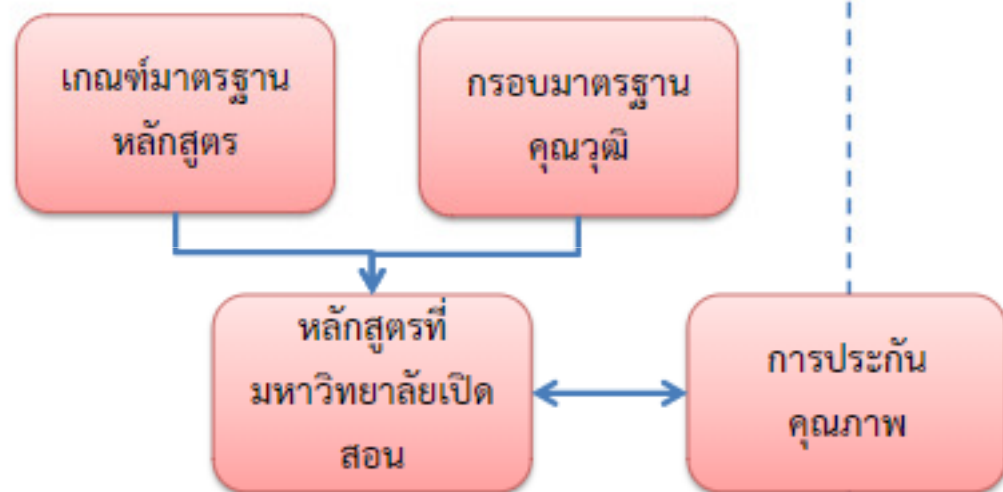 เกณฑ์มาตรฐาน
หลักสูตร
กรอบมาตรฐาน
คุณวุฒิ
หลักสูตรที่
มหาวิทยาลัยเปิด
สอน
การประกัน
คุณภาพ